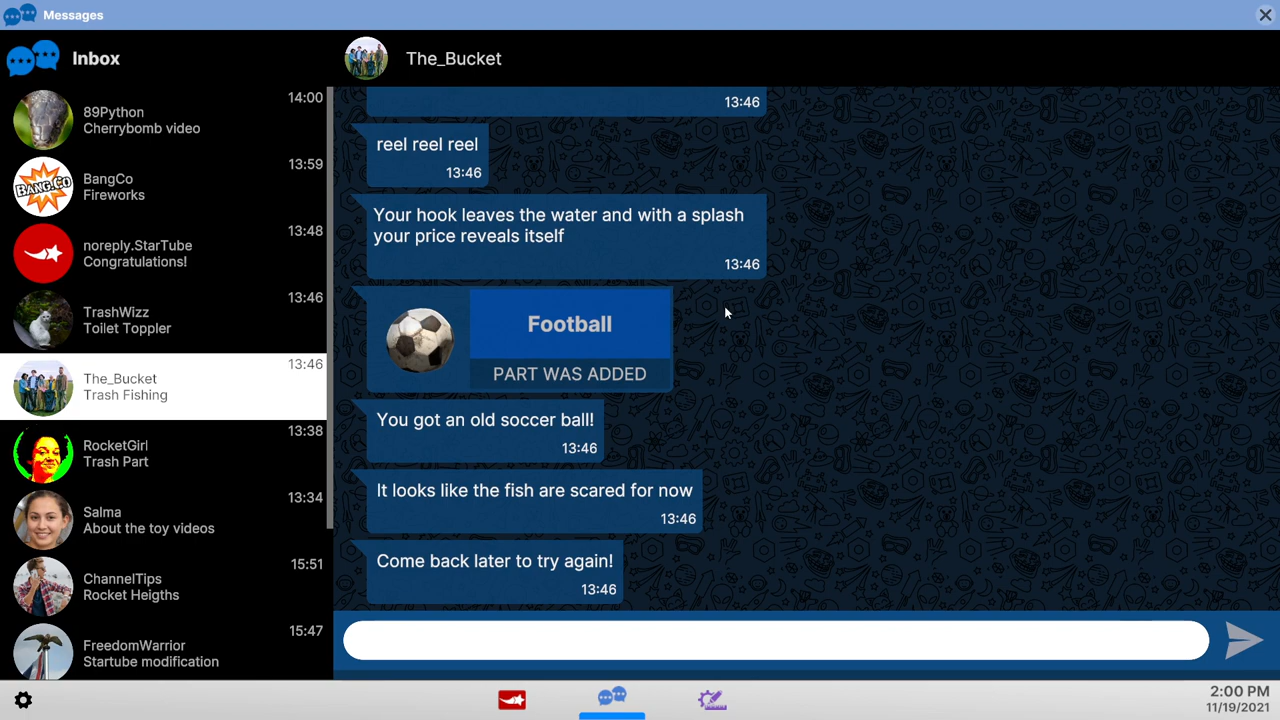 Messages
Inbox
The_Bucket
14:00
89Python
Cherrybomb video
13:59
BANG.CO
BangCo
Fireworks
13:48
noreply.StarTube
Congratulations!
13:46
TrashWizz
Toilet Toppler
13:46
The_Bucket
Trash Fishing
13:38
RocketGirl
Trash Part
13:34
Salma
About the toy videos
15:51
ChannelTips
Rocket Heigths
15:47
FreedomWarrior
Startube modification
13:46
reel reel reel
13:46
Your hook leaves the water and with a splash
your price reveals itself
13:46
Football
PART WAS ADDED
You got an old soccer ball!
13:46
It looks like the fish are scared for now
13:46
Come back later to try again!
13:46
2:00 PM
11/19/2021